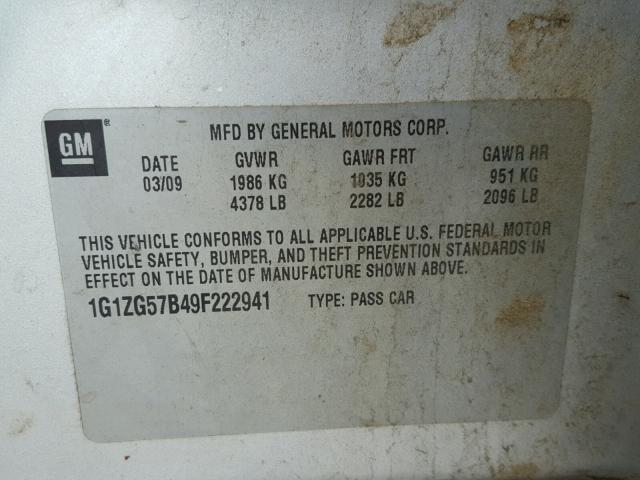 GM®
MFD BY GENERAL MOTORS CORP.
DATE GVWR GAWR FRT GAWR RR
03/09 1986 KG 1035 KG 951 KG
4378 LB 2282 LB 2096 LB
THIS VEHICLE CONFORMS TO ALL APPLICABLE U.S. FEDERAL MOTOR
VEHICLE SAFETY, BUMPER, AND THEFT PREVENTION STANDARDS IN
EFFECT ON THE DATE OF MANUFACTURE SHOWN ABOVE.
1G1ZG57B49F222941 TYPE: PASS CAR